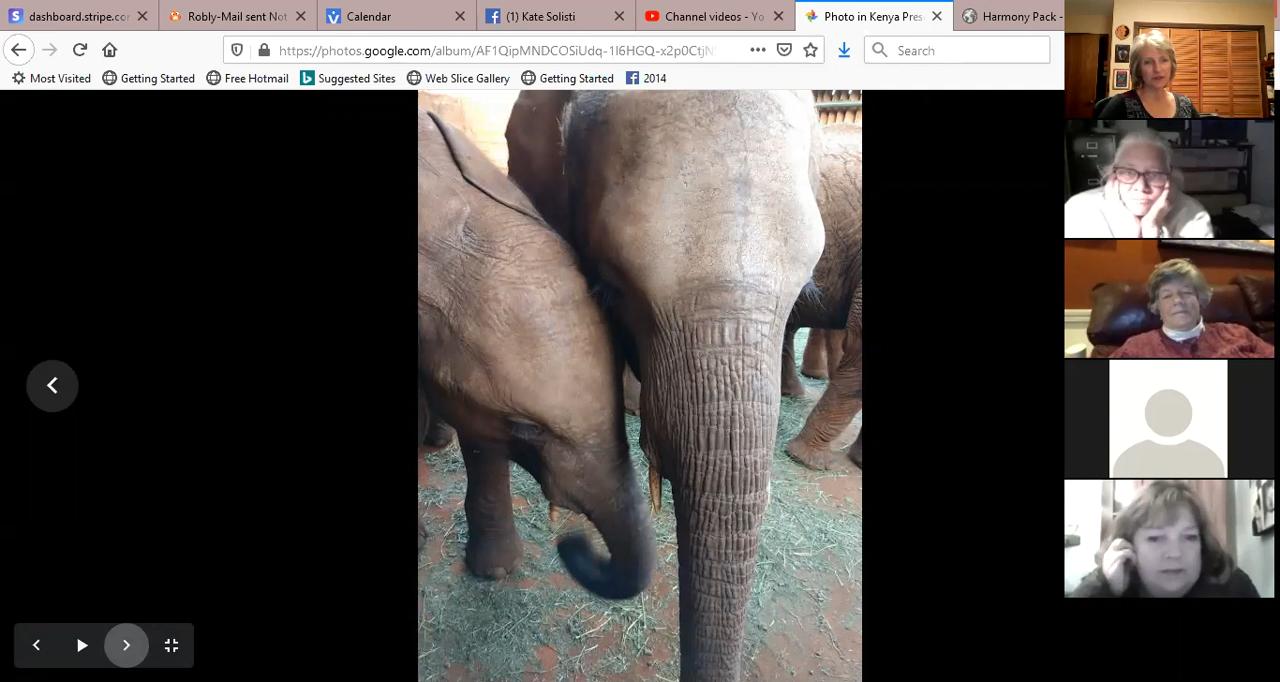 dashboard.stripe.cor
Robly-Mail sent Not
Calendar
(1) Kate Solisti
Channel videos - Yo
Photo in Kenya Pres
Harmony Pack -
https://photos.google.com/album/AF1QipMNDCOSiUdq-1I6HGQ-x2p0CtjN
Search
Most Visited
Getting Started
Free Hotmail
Suggested Sites
Web Slice Gallery
Getting Started
2014